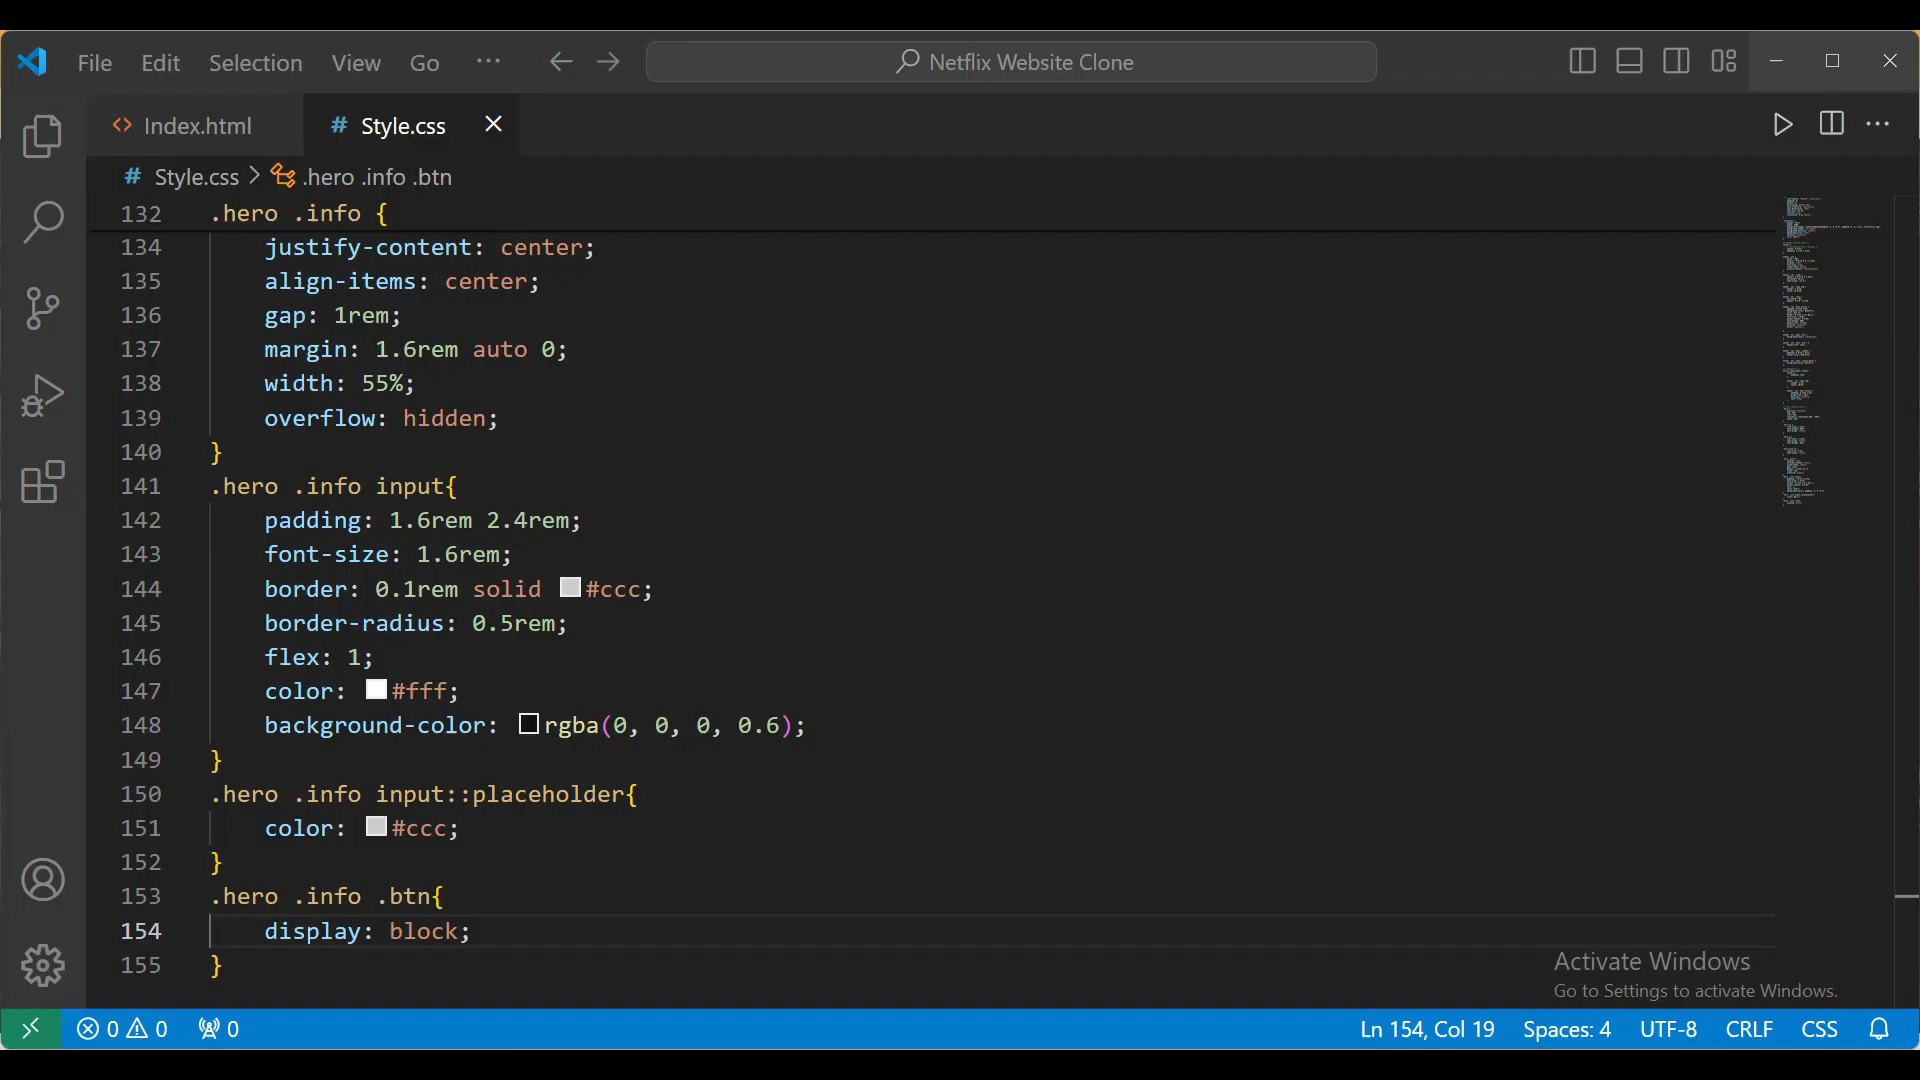 File Edit Selection View Go ··· Netflix Website Clone
Index.html # Style.css
# Style.css > .hero .info .btn
132 .hero .info {
134 justify-content: center;
135 align-items: center;
136 gap: 1rem;
137 margin: 1.6rem auto 0;
138 width: 55%;
139 overflow: hidden;
140 }
141 .hero .info input{
142 padding: 1.6rem 2.4rem;
143 font-size: 1.6rem;
144 border: 0.1rem solid #ccc;
145 border-radius: 0.5rem;
146 flex: 1;
147 color: #fff;
148 background-color: rgba(0, 0, 0, 0.6);
149 }
150 .hero .info input::placeholder{
151 color: #ccc;
152 }
153 .hero .info .btn{
154 display: block;
155 }
Activate Windows
Go to Settings to activate Windows.
0 0 0 Ln 154, Col 19 Spaces: 4 UTF-8 CRLF CSS